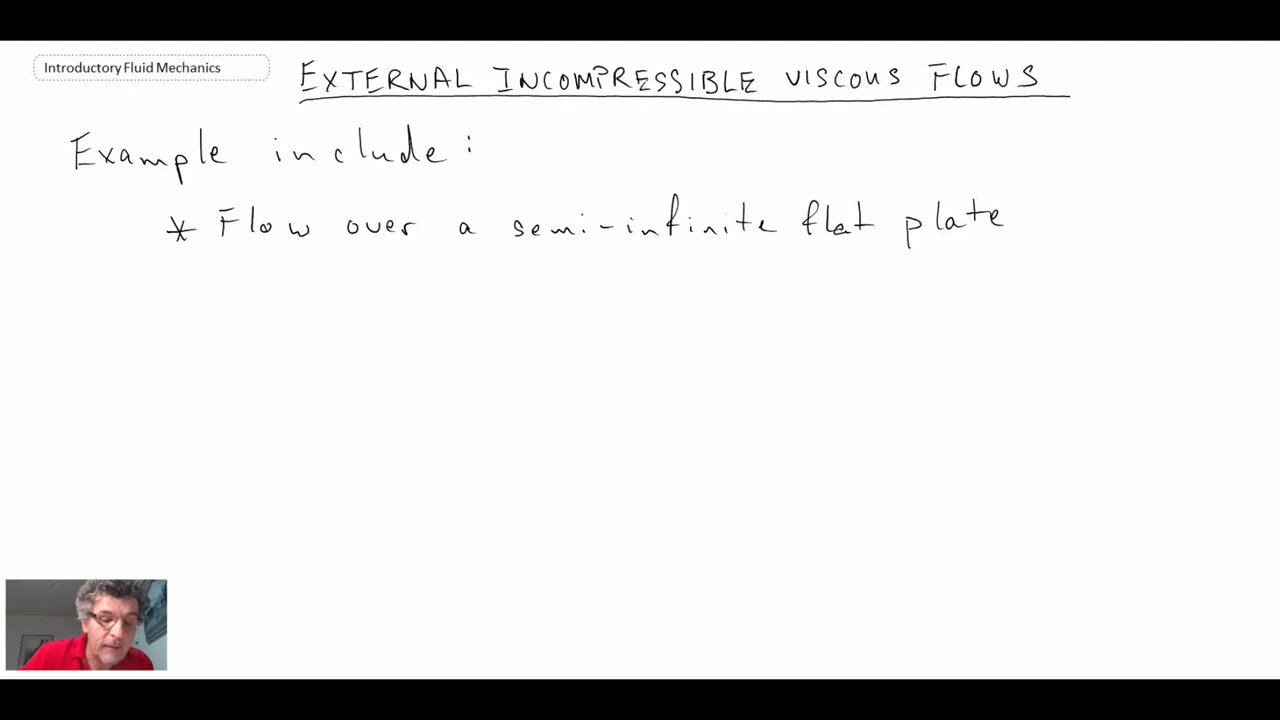 Introductory Fluid Mechanics
EXTERNAL INCOMPRESSIBLE VISCOUS FLOWS
Example include:
* Flow over a semi-infinite flat plate